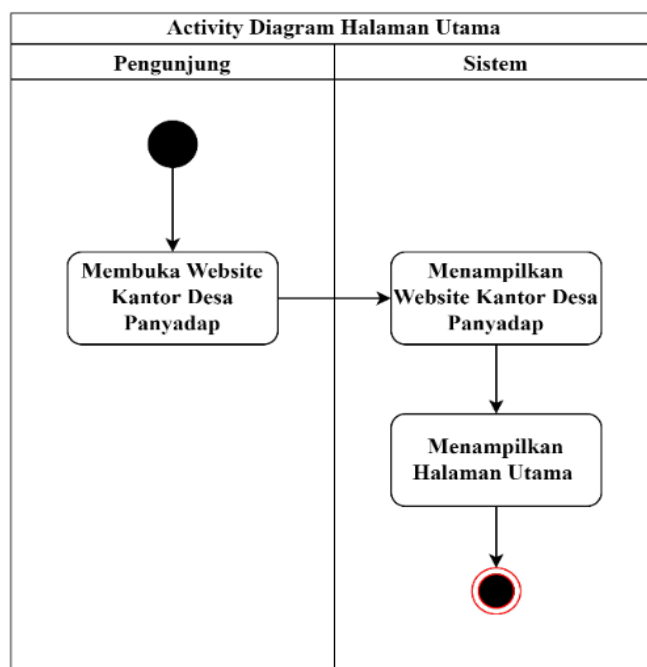 Activity Diagram Halaman Utama
Pengunjung
Sistem
Membuka Website
Kantor Desa
Panyadap
Menampilkan
Website Kantor Desa
Panyadap
Menampilkan
Halaman Utama